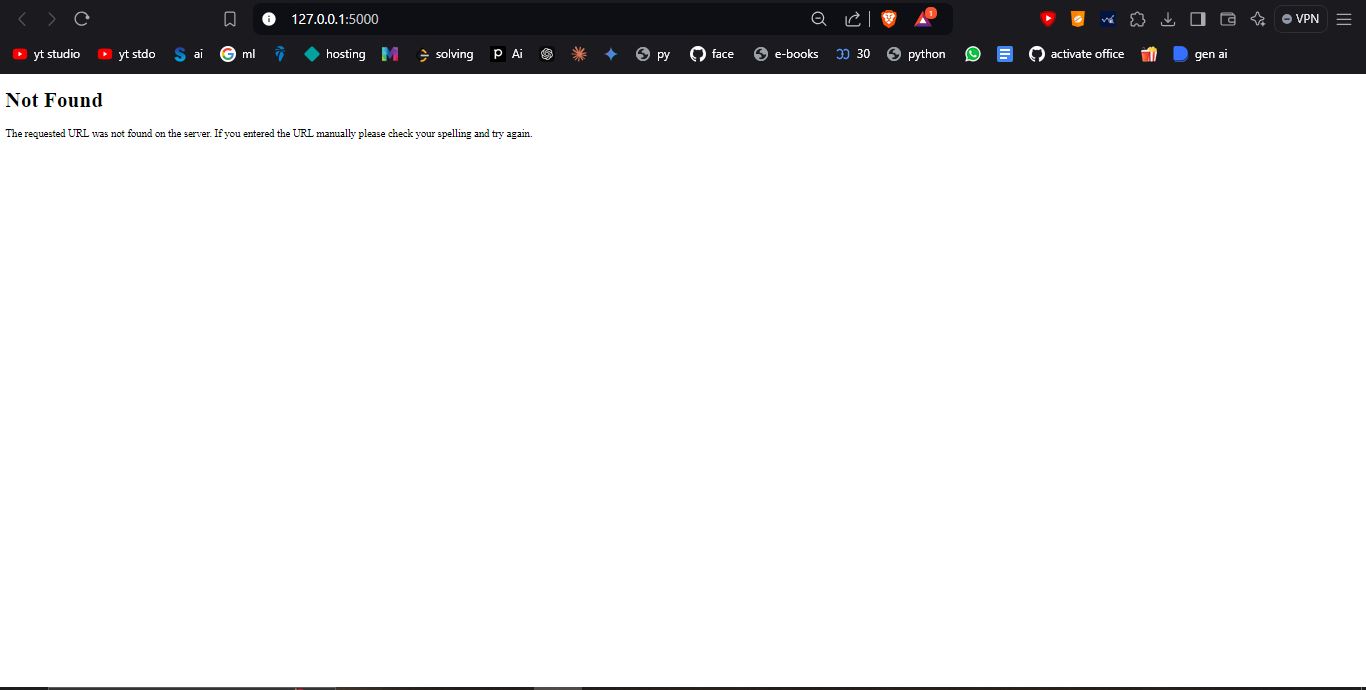 127.0.0.1:5000
1
VPN
yt studio yt stdo ai ml hosting solving Ai py face e-books 30 python activate office gen ai
Not Found
The requested URL was not found on the server. If you entered the URL manually please check your spelling and try again.